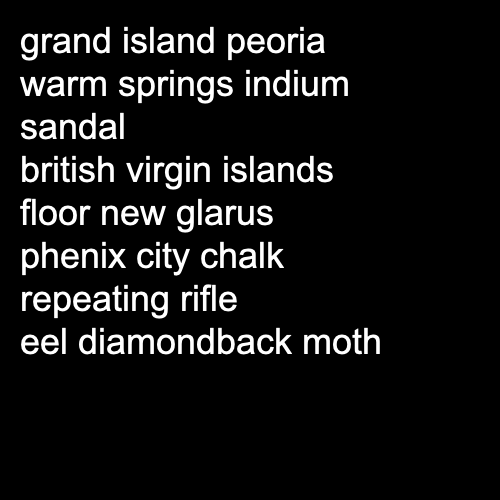 grand island peoria
warm springs indium
sandal
british virgin islands
floor new glarus
phenix city chalk
repeating rifle
eel diamondback moth